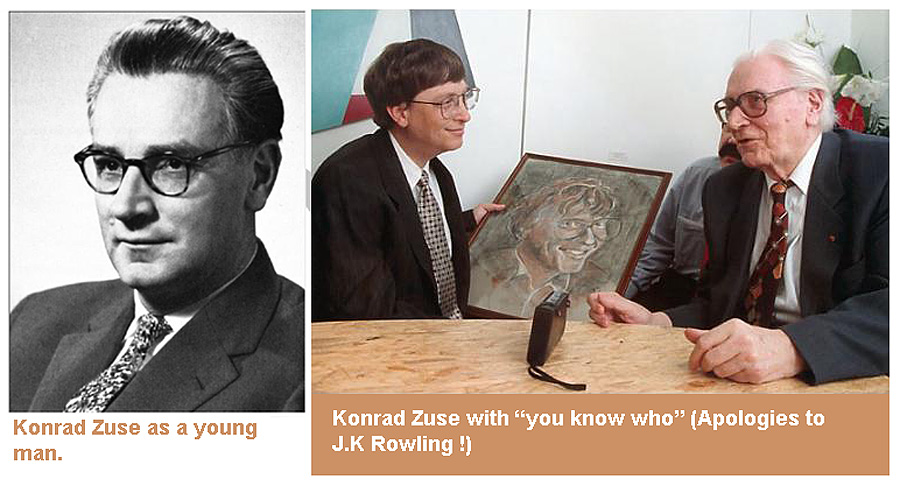 Konrad Zuse as a young
man.
Konrad Zuse with “you know who” (Apologies to
J.K Rowling !)